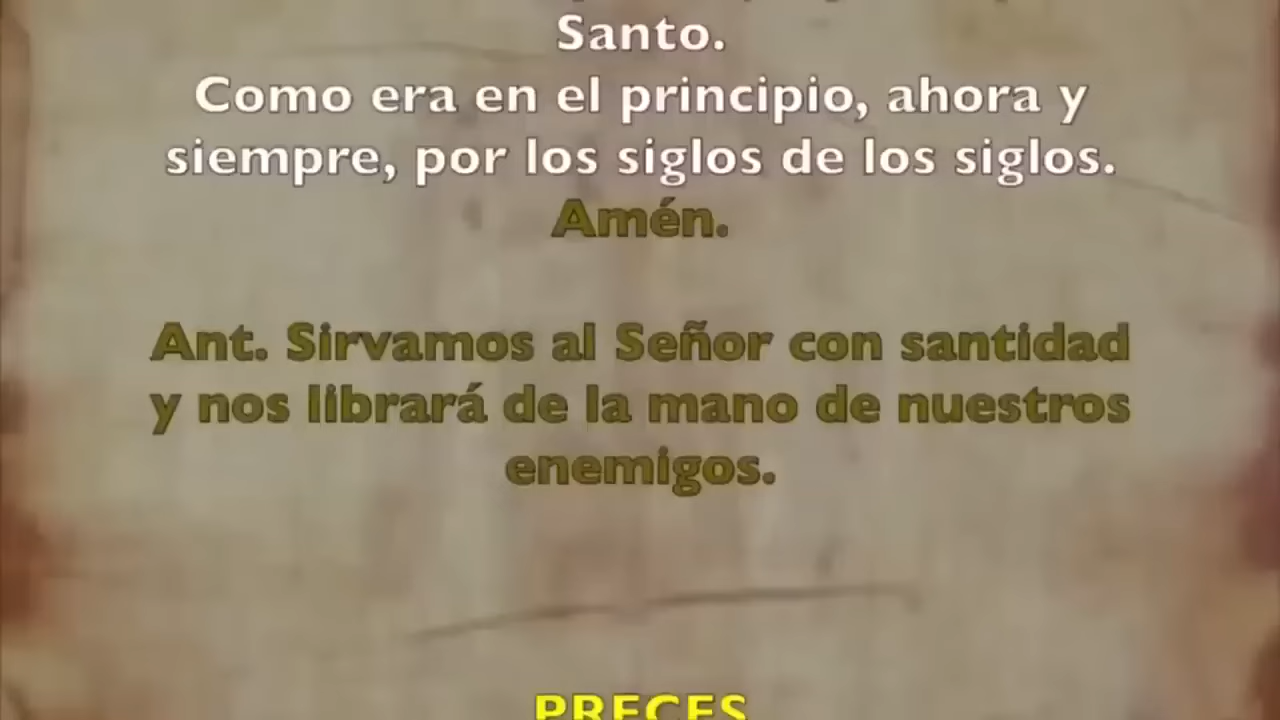 Santo.
Como era en el principio, ahora y
siempre, por los siglos de los siglos.
Amén.
Ant. Sirvamos al Señor con santidad
y nos librará de la mano de nuestros
enemigos.
PRECES